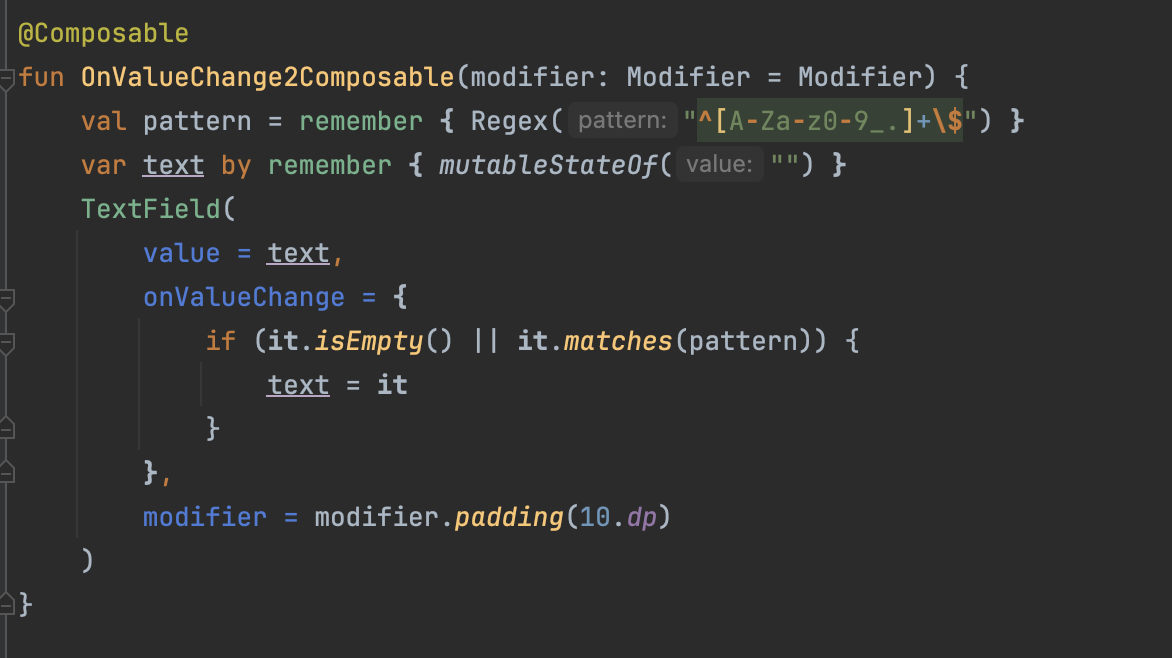 @Composable
fun OnValueChange2Composable(modifier: Modifier = Modifier) {
    val pattern = remember { Regex( pattern: "^[A-Za-z0-9_.]+\$") }
    var text by remember { mutableStateOf( value: "") }
    TextField(
        value = text,
        onValueChange = {
            if (it.isEmpty() || it.matches(pattern)) {
                text = it
            }
        },
        modifier = modifier.padding(10.dp)
    )
}